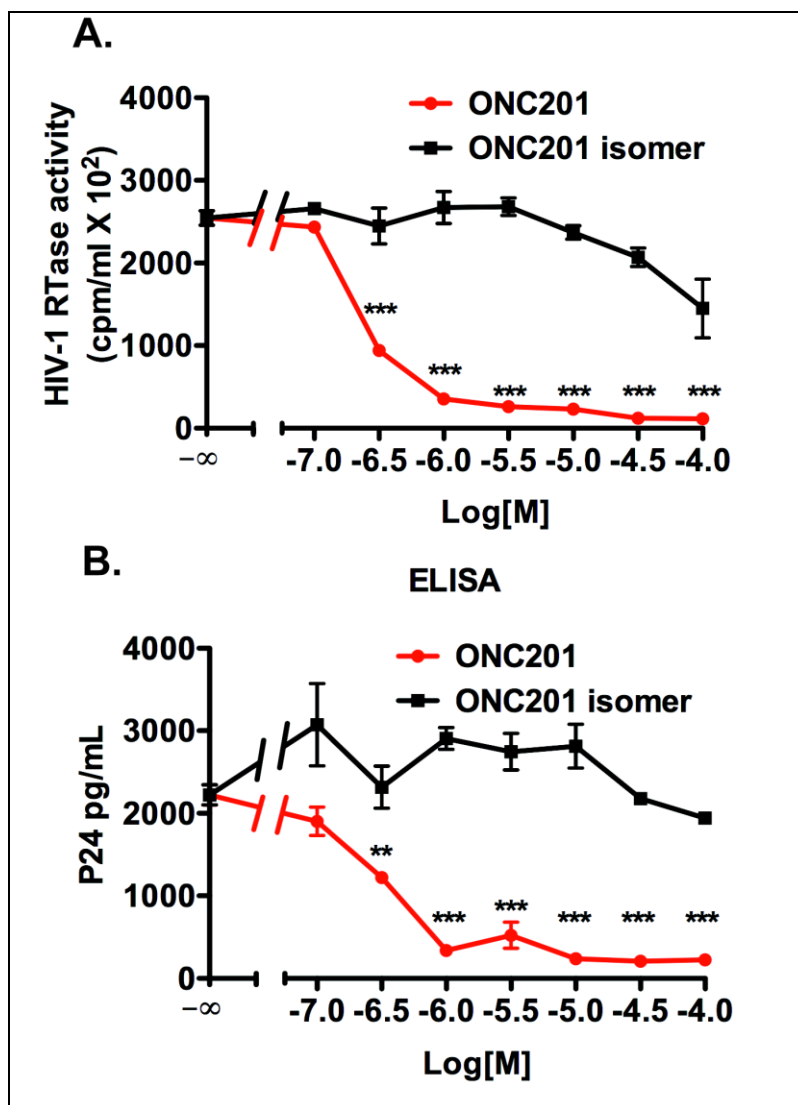 A.
HIV-1 RTase activity
(cpm/ml X 10²)
4000
3000
2000
1000
0
ONC201
ONC201 isomer
***
***
***
***
***
***
−∞
-7.0 -6.5 -6.0 -5.5 -5.0 -4.5 -4.0
Log[M]
B.
ELISA
P24 pg/mL
4000
3000
2000
1000
0
ONC201
ONC201 isomer
**
***
***
***
***
***
−∞
-7.0 -6.5 -6.0 -5.5 -5.0 -4.5 -4.0
Log[M]